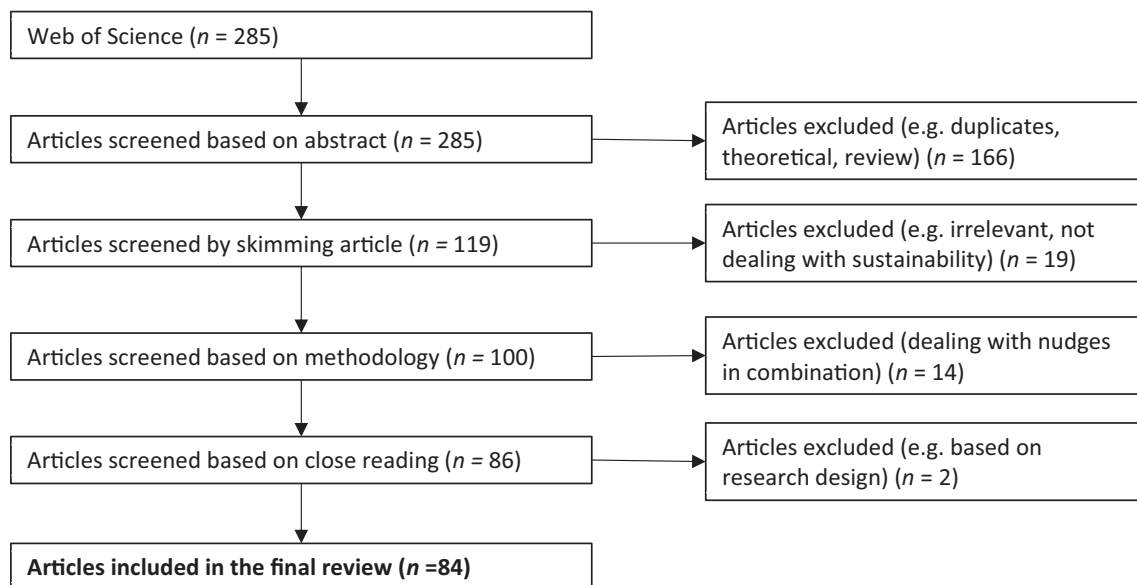 Web of Science (n = 285)
Articles screened based on abstract (n = 285)
Articles excluded (e.g. duplicates,
theoretical, review) (n = 166)
Articles screened by skimming article (n = 119)
Articles excluded (e.g. irrelevant, not
dealing with sustainability) (n = 19)
Articles screened based on methodology (n = 100)
Articles excluded (dealing with nudges
in combination) (n = 14)
Articles screened based on close reading (n = 86)
Articles excluded (e.g. based on
research design) (n = 2)
Articles included in the final review (n =84)